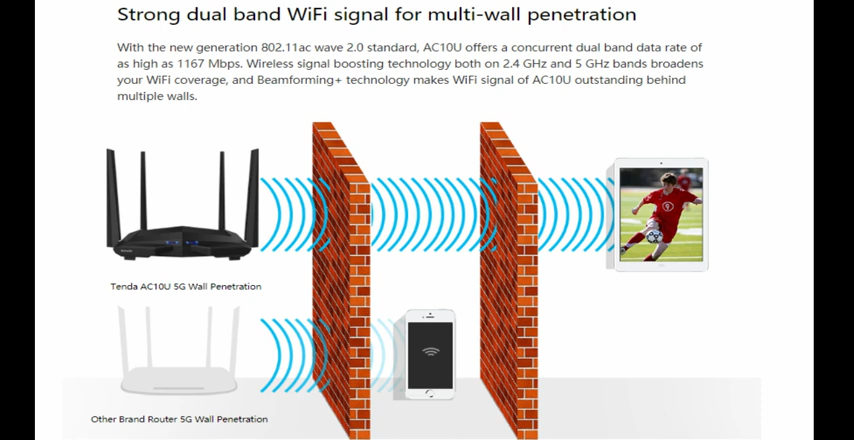 Strong dual band WiFi signal for multi-wall penetration
With the new generation 802.11ac wave 2.0 standard, AC10U offers a concurrent dual band data rate of
as high as 1167 Mbps. Wireless signal boosting technology both on 2.4 GHz and 5 GHz bands broadens
your WiFi coverage, and Beamforming+ technology makes WiFi signal of AC10U outstanding behind
multiple walls.
Tenda AC10U 5G Wall Penetration
Other Brand Router 5G Wall Penetration